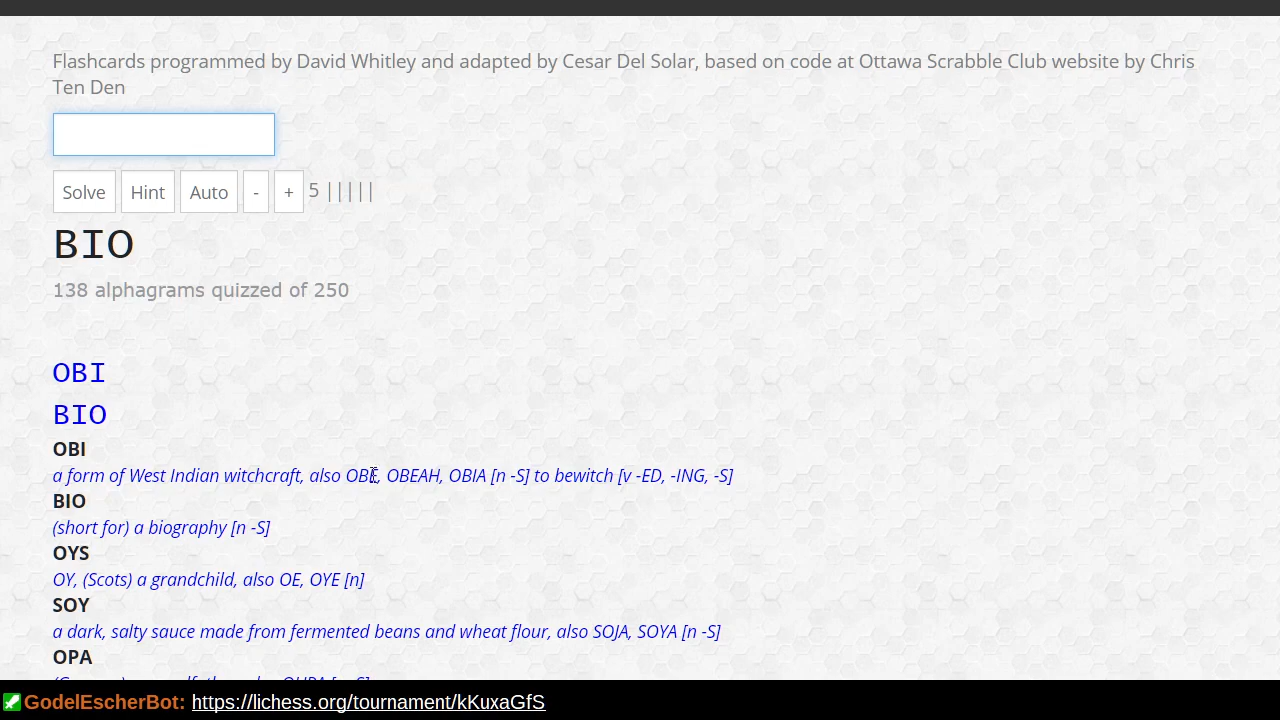 Flashcards programmed by David Whitley and adapted by Cesar Del Solar, based on code at Ottawa Scrabble Club website by Chris
Ten Den
Solve Hint Auto - + 5 |||||
BIO
138 alphagrams quizzed of 250
OBI
BIO
OBI
a form of West Indian witchcraft, also OBE, OBEAH, OBIA [n -S] to bewitch [v -ED, -ING, -S]
BIO
(short for) a biography [n -S]
OYS
OY, (Scots) a grandchild, also OE, OYE [n]
SOY
a dark, salty sauce made from fermented beans and wheat flour, also SOJA, SOYA [n -S]
OPA
GodelEscherBot: https://lichess.org/tournament/kKuxaGfS